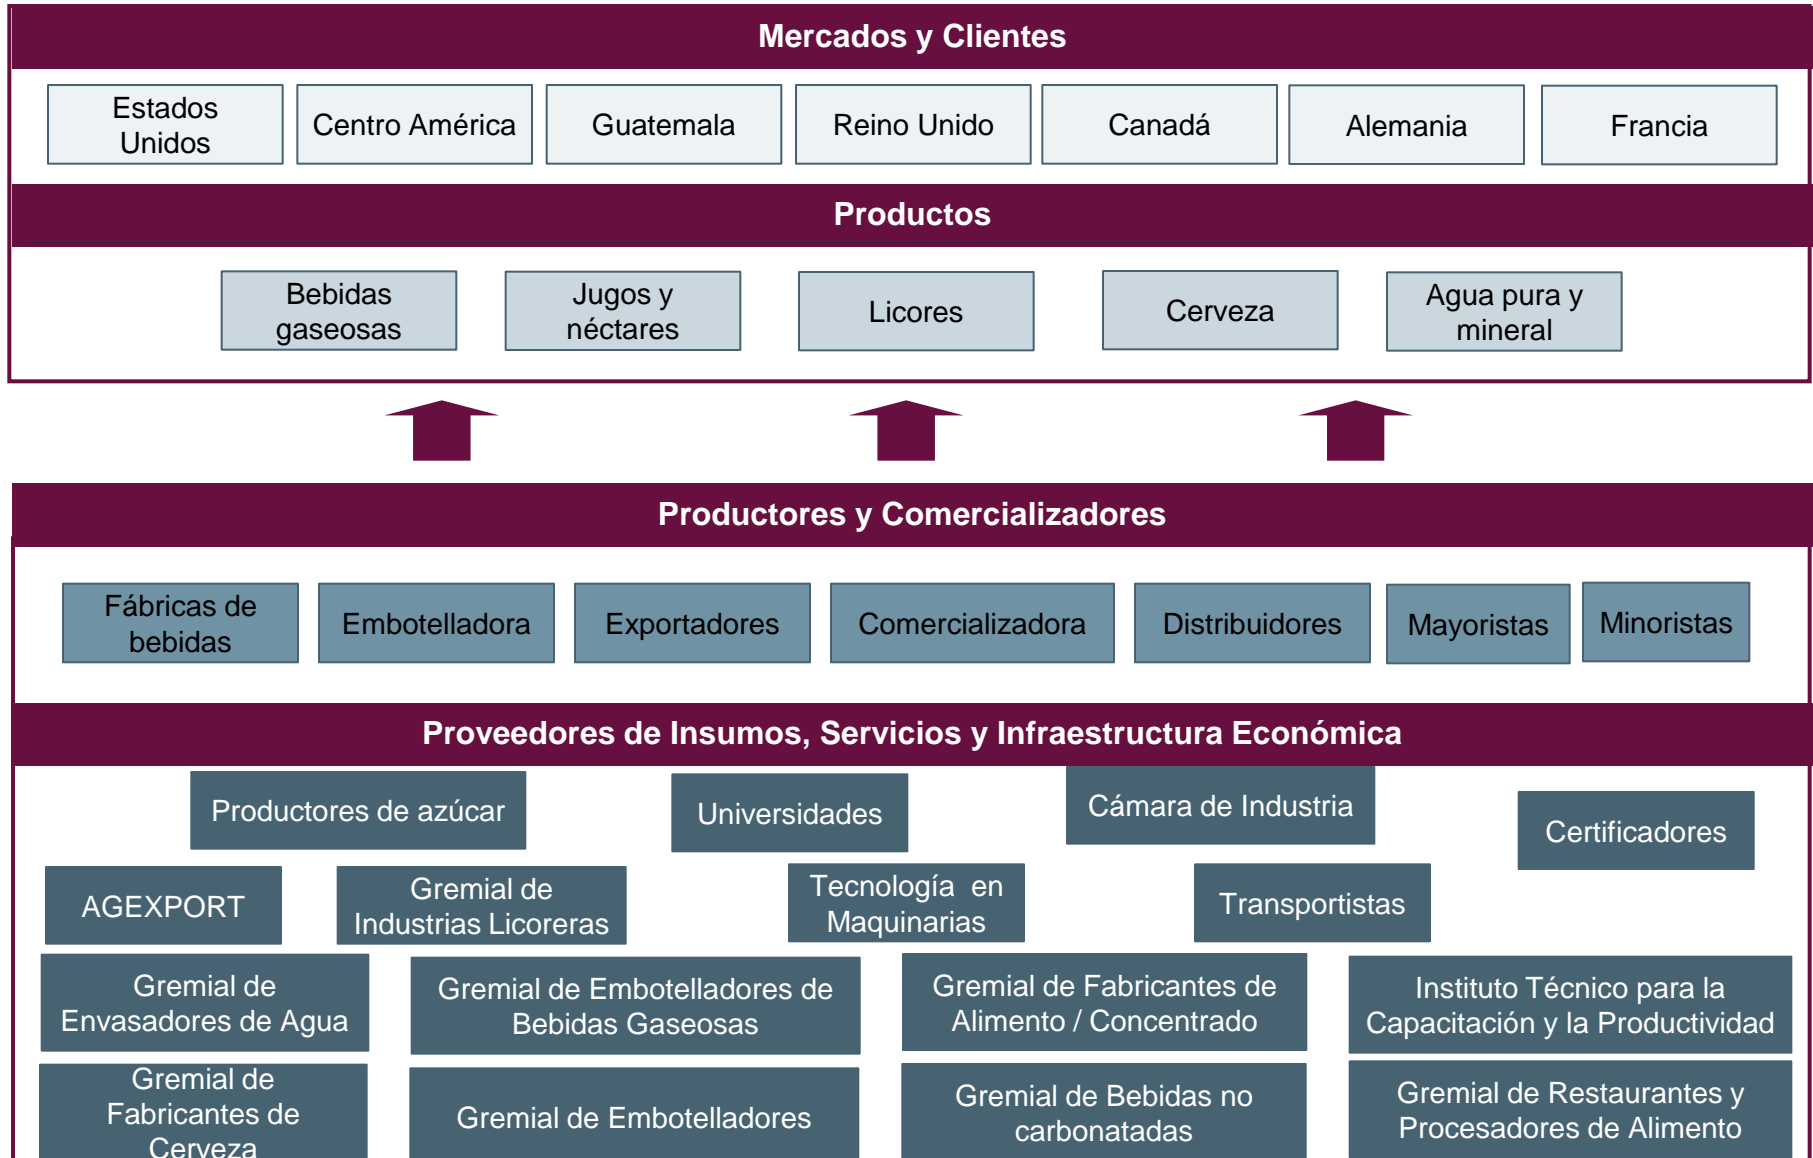 Mercados y Clientes
Estados
Unidos
Centro América
Guatemala
Reino Unido
Canadá
Alemania
Francia
Productos
Bebidas
gaseosas
Jugos y
néctares
Licores
Cerveza
Agua pura y
mineral
Productores y Comercializadores
Fábricas de
bebidas
Embotelladora
Exportadores
Comercializadora
Distribuidores
Mayoristas
Minoristas
Proveedores de Insumos, Servicios y Infraestructura Económica
Productores de azúcar
Universidades
Cámara de Industria
Certificadores
AGEXPORT
Gremial de
Industrias Licoreras
Tecnología en
Maquinarias
Transportistas
Gremial de
Envasadores de Agua
Gremial de Embotelladores de
Bebidas Gaseosas
Gremial de Fabricantes de
Alimento / Concentrado
Instituto Técnico para la
Capacitación y la Productividad
Gremial de
Fabricantes de
Cerveza
Gremial de Embotelladores
Gremial de Bebidas no
carbonatadas
Gremial de Restaurantes y
Procesadores de Alimento